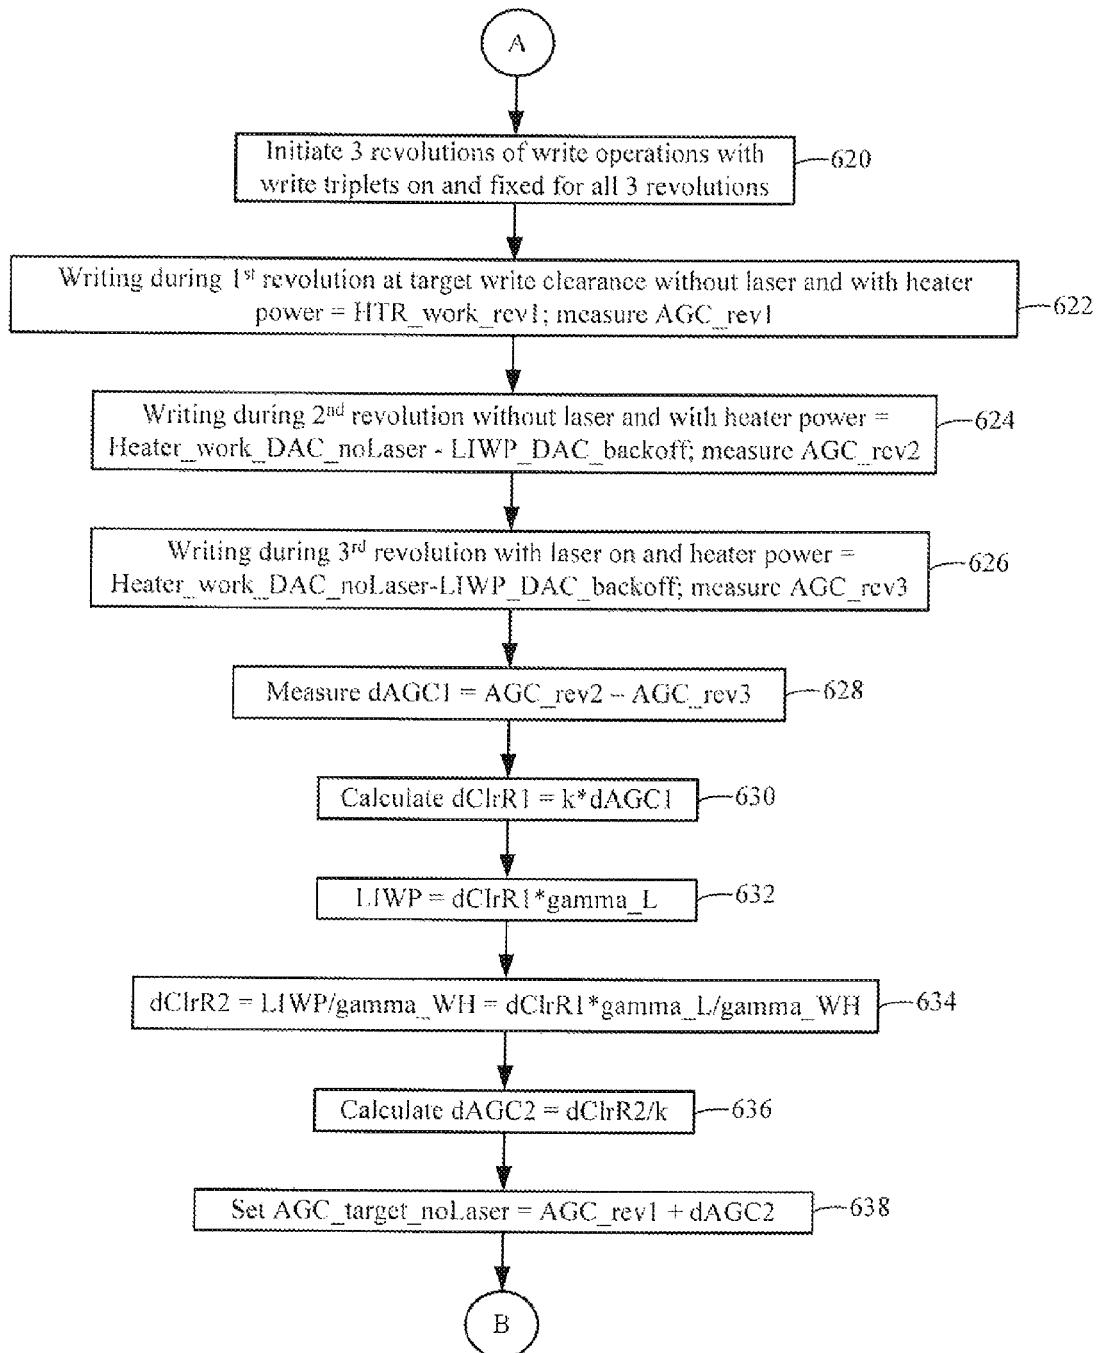 A
Initiate 3 revolutions of write operations with
write triplets on and fixed for all 3 revolutions
620
Writing during 1st revolution at target write clearance without laser and with heater
power = HTR_work_rev1; measure AGC_rev1
622
Writing during 2nd revolution without laser and with heater power =
Heater_work_DAC_noLaser - LIWP_DAC_backoff; measure AGC_rev2
624
Writing during 3rd revolution with laser on and heater power =
Heater_work_DAC_noLaser-LIWP_DAC_backoff; measure AGC_rev3
626
Measure dAGC1 = AGC_rev2 – AGC_rev3
628
Calculate dClrR1 = k*dAGC1
630
LIWP = dClrR1*gamma_L
632
dClrR2 = LIWP/gamma_WH = dClrR1*gamma_L/gamma_WH
634
Calculate dAGC2 = dClrR2/k
636
Set AGC_target_noLaser = AGC_rev1 + dAGC2
638
B